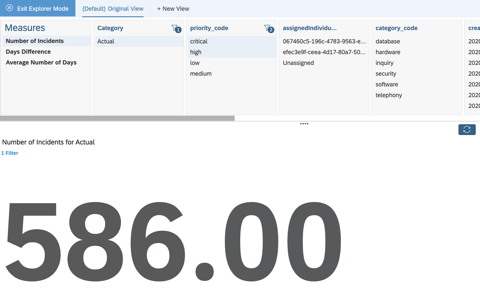 Exit Explorer Mode
(Default) Original View
+ New View
Measures
Number of Incidents
Days Difference
Average Number of Days
Category
1
Actual
priority_code
2
critical
high
low
medium
assignedIndividu...
067460c5-196c-4783-9563-e...
efec3e9f-ceea-4d17-80a7-50...
Unassigned
category_code
database
hardware
inquiry
security
software
telephony
crea
2020
2020
2020
2020
2020
2020
Number of Incidents for Actual
1 Filter
586.00